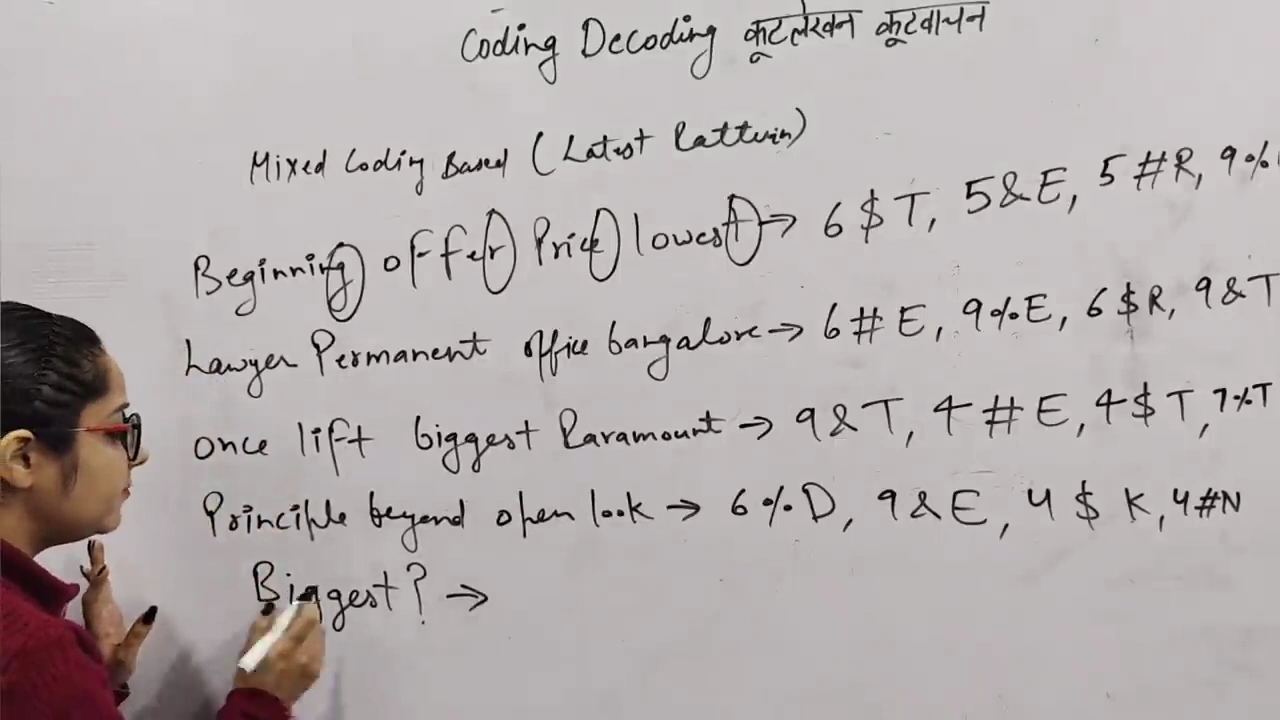 Coding Decoding कूटलेखन कूटवाचन
Mixed Coding Based (Latest Pattern)
Beginning offer Price lowest → 6$T, 5&E, 5#R, 9%
Lawyer Permanent office bangalore → 6#E, 9%E, 6$R, 9&T
once lift biggest Paramount → 9&T, 4#E, 4$T, 7%T
Principle beyond open look → 6%D, 9&E, 4$K, 4#N
Biggest? →